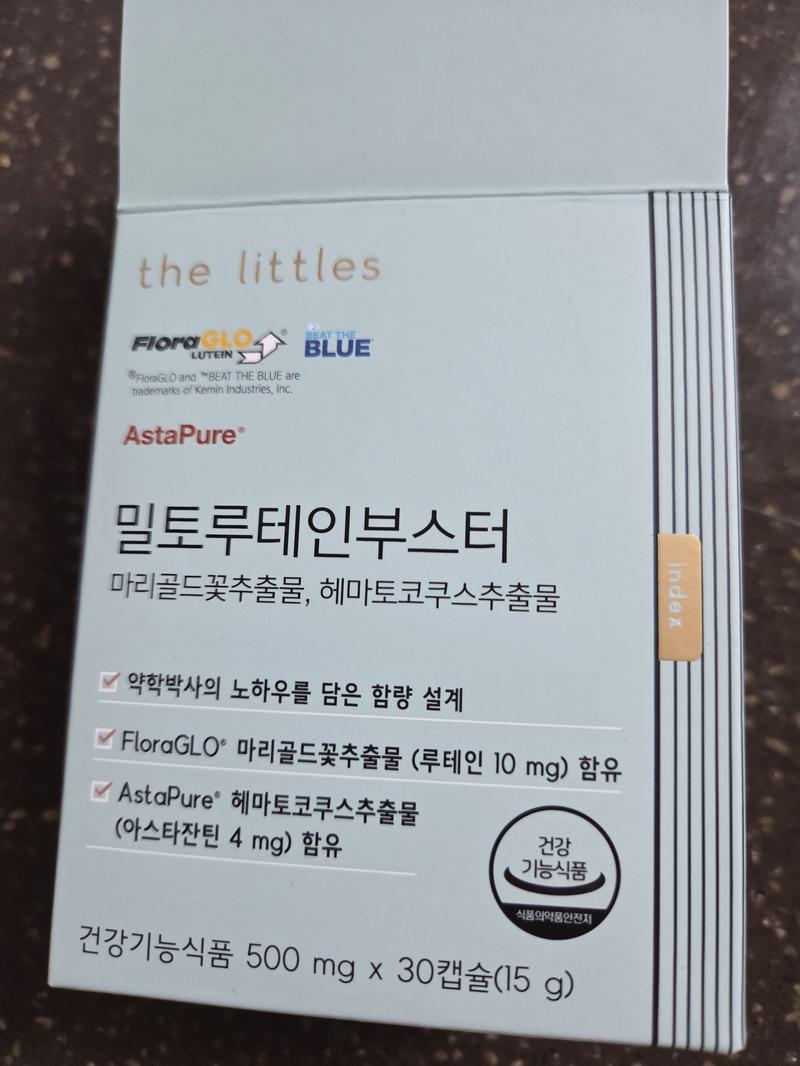 the littles
FloraGLO®
LUTEIN
BEAT THE
BLUE™
®FloraGLO and ™BEAT THE BLUE are
trademarks of Kemin Industries, Inc.
AstaPure®
밀토루테인부스터
마리골드꽃추출물, 헤마토코쿠스추출물
index
약학박사의 노하우를 담은 함량 설계
FloraGLO® 마리골드꽃추출물 (루테인 10 mg) 함유
AstaPure® 헤마토코쿠스추출물
(아스타잔틴 4 mg) 함유
건강
기능식품
식품의약품안전처
건강기능식품 500 mg x 30캡슐(15 g)